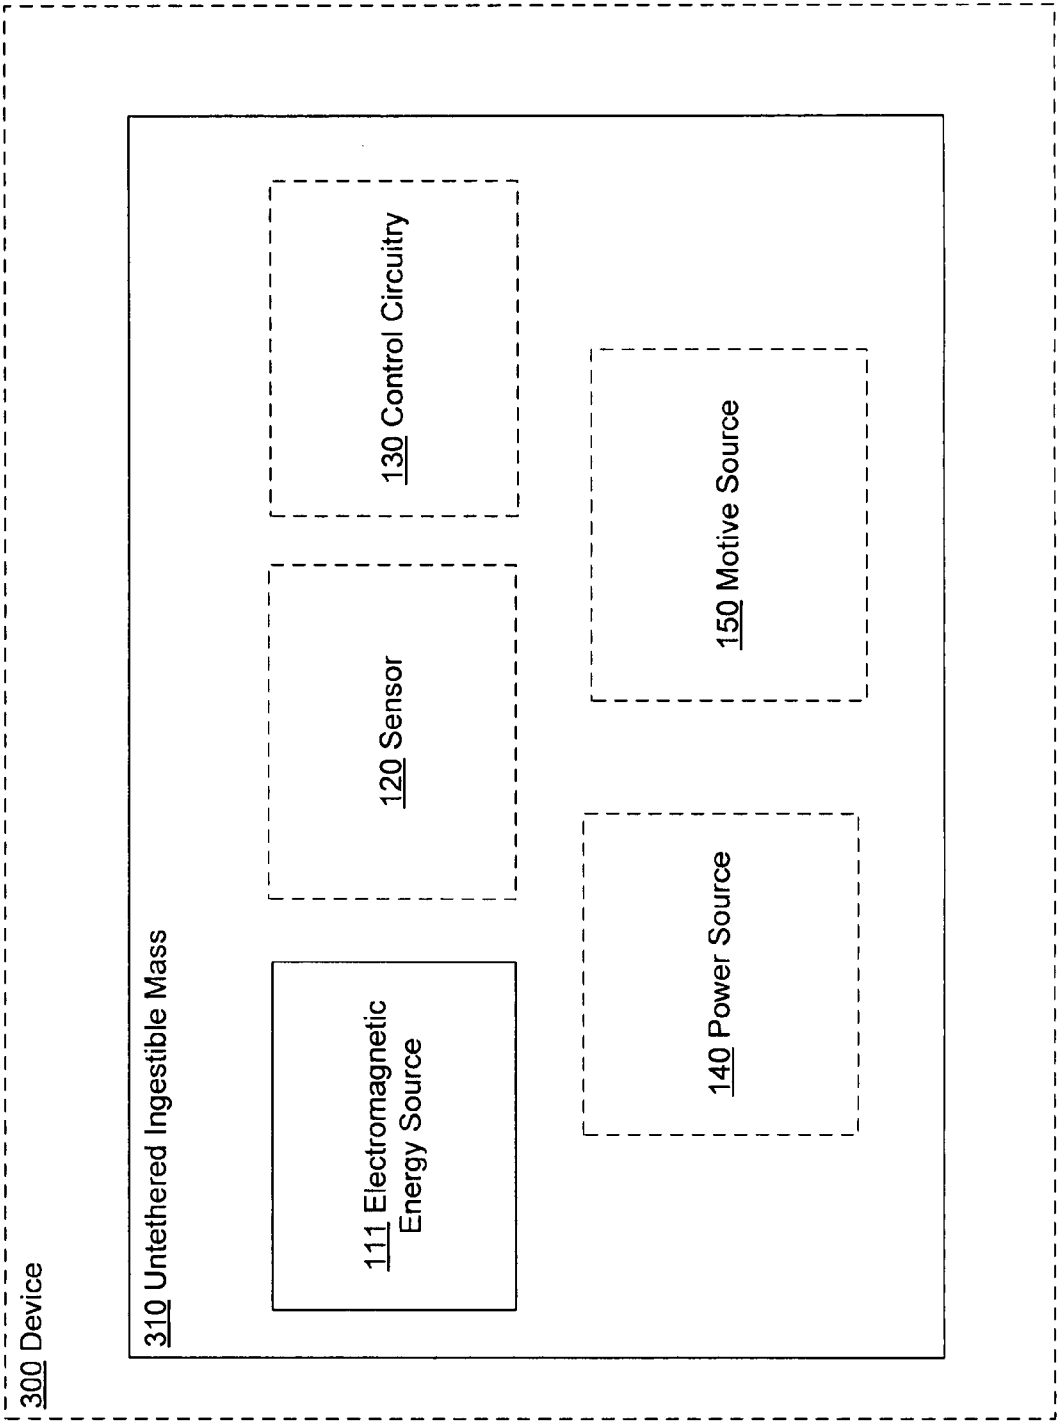 300 Device
310 Untethered Ingestible Mass
111 Electromagnetic
Energy Source
120 Sensor
130 Control Circuitry
140 Power Source
150 Motive Source